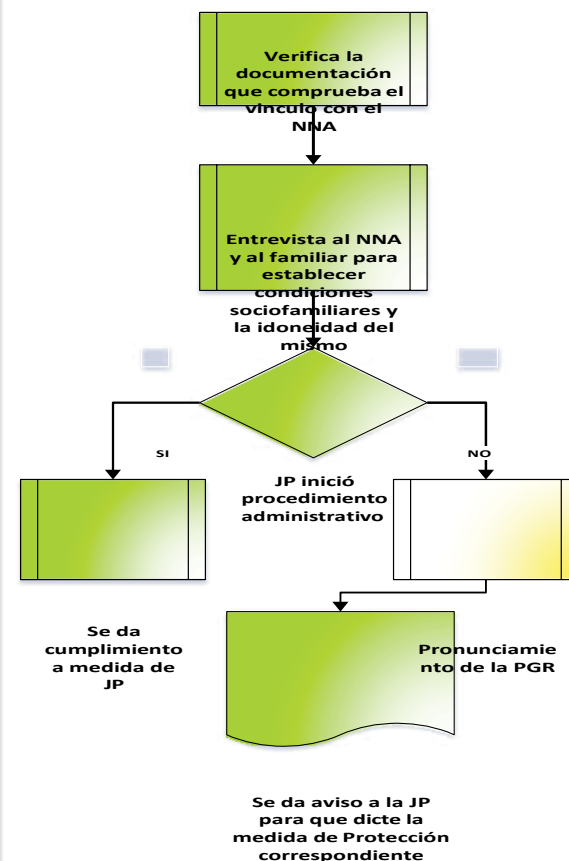 Verifica la
documentación
que comprueba el
vinculo con el
NNA
Entrevista al NNA
y al familiar para
establecer
condiciones
sociofamiliares y
la idoneidad del
mismo
SI
NO
JP inició
procedimiento
administrativo
Se da
cumplimiento
a medida de
JP
Pronunciamie
nto de la PGR
Se da aviso a la JP
para que dicte la
medida de Protección
correspondiente